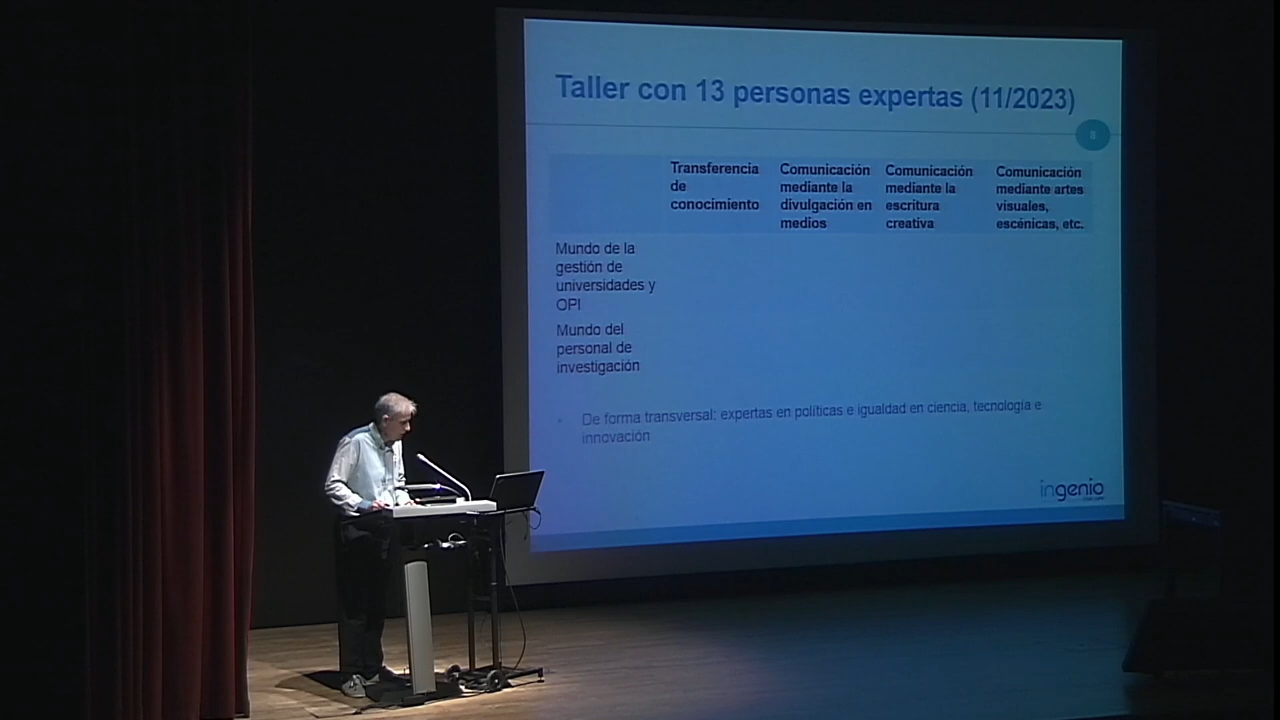 Taller con 13 personas expertas (11/2023)
8
Transferencia
de
conocimiento
Comunicación
mediante la
divulgación en
medios
Comunicación
mediante la
escritura
creativa
Comunicación
mediante artes
visuales,
escénicas, etc.
Mundo de la
gestión de
universidades y
OPI
Mundo del
personal de
investigación
- De forma transversal: expertas en políticas e igualdad en ciencia, tecnología e
innovación
ingenio